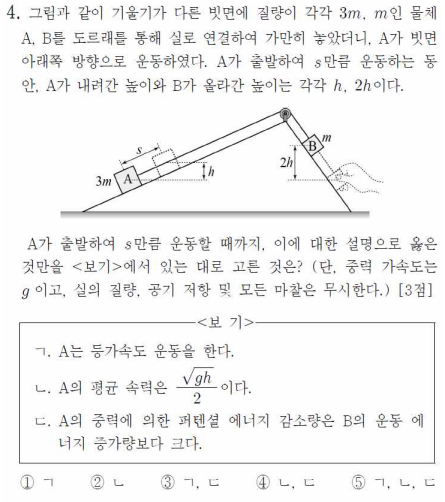 4. 그림과 같이 기울기가 다른 빗면에 질량이 각각 3m, m인 물체
A, B를 도르래를 통해 실로 연결하여 가만히 놓았더니, A가 빗면
아래쪽 방향으로 운동하였다. A가 출발하여 s만큼 운동하는 동
안, A가 내려간 높이와 B가 올라간 높이는 각각 h, 2h이다.
s
3m
A
h
2h
B
m
A가 출발하여 s만큼 운동할 때까지, 이에 대한 설명으로 옳은
것만을 <보기>에서 있는 대로 고른 것은? (단, 중력 가속도는
g이고, 실의 질량, 공기 저항 및 모든 마찰은 무시한다.) [3점]
<보 기>
ㄱ. A는 등가속도 운동을 한다.
ㄴ. A의 평균 속력은 √gh/2 이다.
ㄷ. A의 중력에 의한 퍼텐셜 에너지 감소량은 B의 운동 에
너지 증가량보다 크다.
① ㄱ ② ㄴ ③ ㄱ, ㄷ ④ ㄴ, ㄷ ⑤ ㄱ, ㄴ, ㄷ